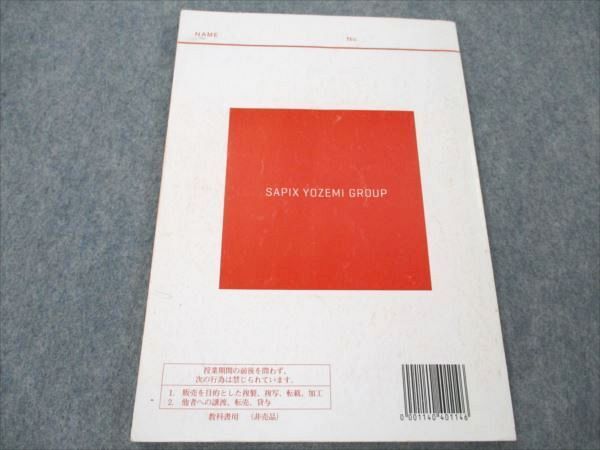 NAME No.
SAPIX YOZEMI GROUP
授業期間の前後を問わず、
次の行為は禁じられています。
1. 販売を目的とした複製、複写、転載、加工
2. 他者への譲渡、転売、貸与
教科書用 (非売品)
0 001140 401146